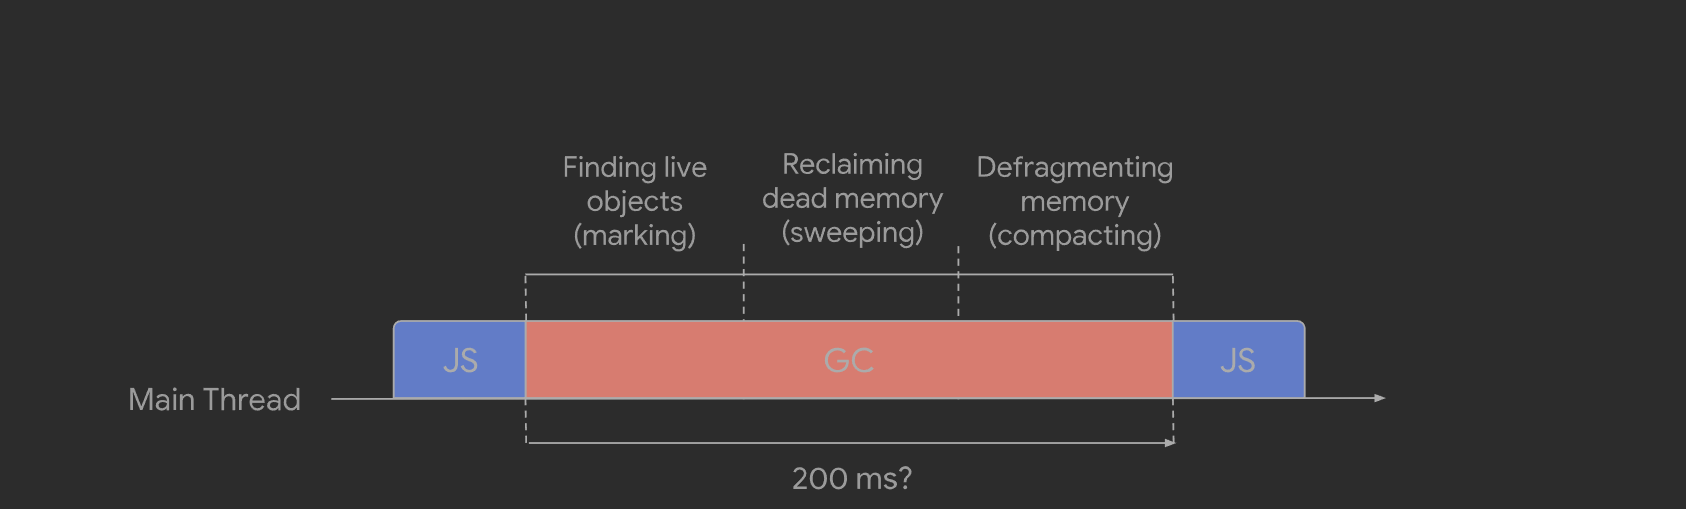 Finding live
objects
(marking)
Reclaiming
dead memory
(sweeping)
Defragmenting
memory
(compacting)
JS
GC
JS
Main Thread
200 ms?